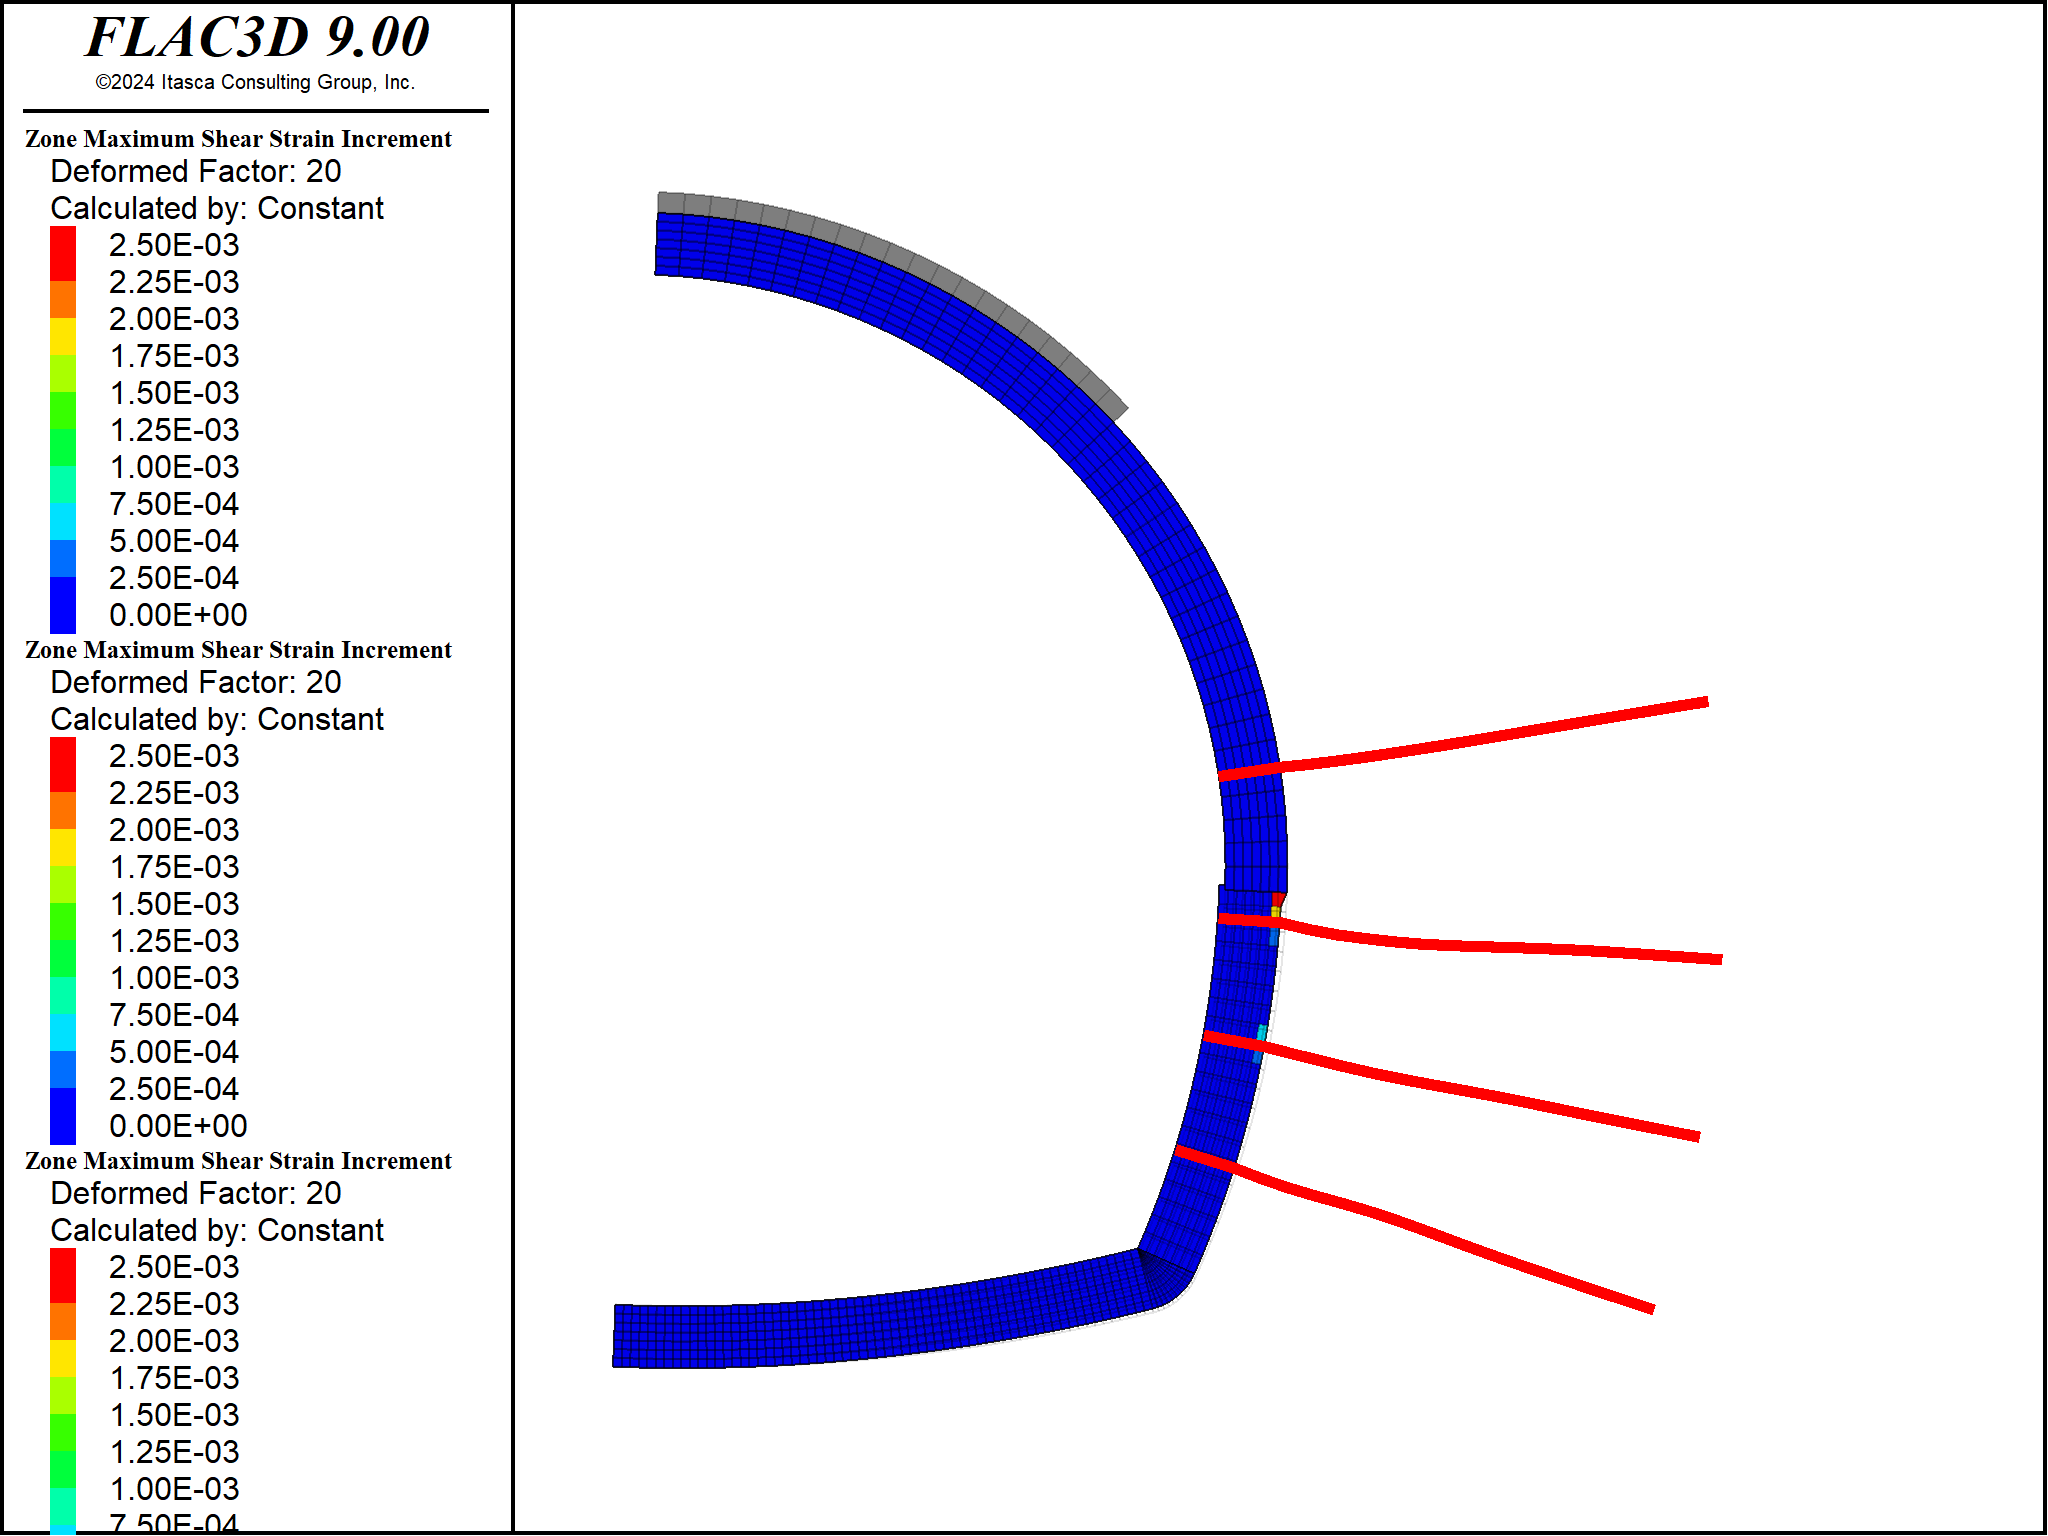 FLAC3D 9.00
©2024 Itasca Consulting Group, Inc.
Zone Maximum Shear Strain Increment
Deformed Factor: 20
Calculated by: Constant
2.50E-03
2.25E-03
2.00E-03
1.75E-03
1.50E-03
1.25E-03
1.00E-03
7.50E-04
5.00E-04
2.50E-04
0.00E+00
Zone Maximum Shear Strain Increment
Deformed Factor: 20
Calculated by: Constant
2.50E-03
2.25E-03
2.00E-03
1.75E-03
1.50E-03
1.25E-03
1.00E-03
7.50E-04
5.00E-04
2.50E-04
0.00E+00
Zone Maximum Shear Strain Increment
Deformed Factor: 20
Calculated by: Constant
2.50E-03
2.25E-03
2.00E-03
1.75E-03
1.50E-03
1.25E-03
1.00E-03
7.50E-04